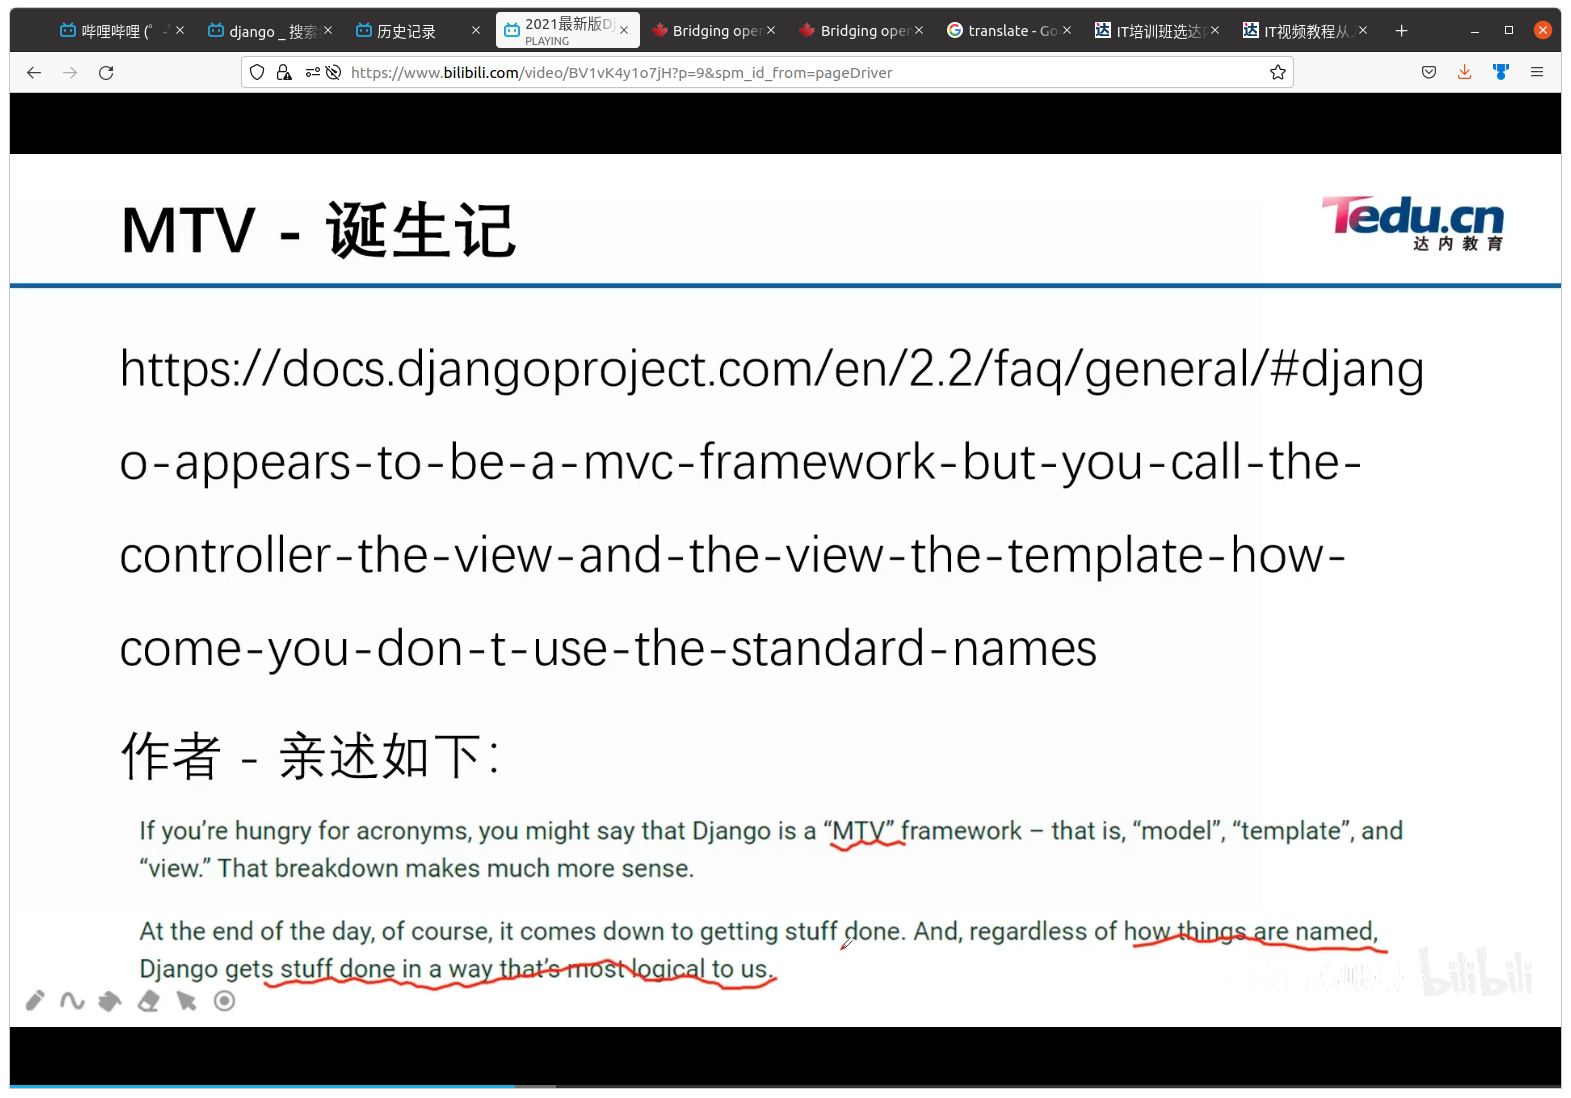 哔哩哔哩 (゜-゜
django _ 搜索
历史记录
2021最新版Dj
PLAYING
Bridging oper
Bridging oper
translate - Go
IT培训班选达内
IT视频教程从入
https://www.bilibili.com/video/BV1vK4y1o7jH?p=9&spm_id_from=pageDriver
MTV - 诞生记
Tedu.cn
达内教育
https://docs.djangoproject.com/en/2.2/faq/general/#djang
o-appears-to-be-a-mvc-framework-but-you-call-the-
controller-the-view-and-the-view-the-template-how-
come-you-don-t-use-the-standard-names
作者 - 亲述如下：
If you’re hungry for acronyms, you might say that Django is a “MTV” framework – that is, “model”, “template”, and
“view.” That breakdown makes much more sense.
At the end of the day, of course, it comes down to getting stuff done. And, regardless of how things are named,
Django gets stuff done in a way that’s most logical to us.
bilibili